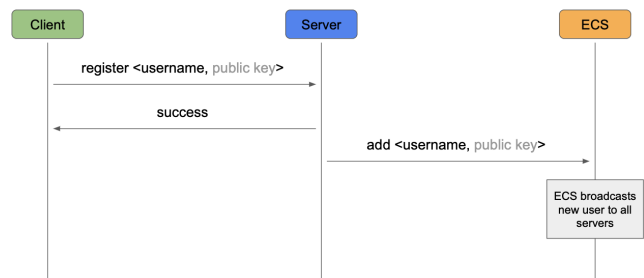 Client
Server
ECS
register <username, public key>
success
add <username, public key>
ECS broadcasts
new user to all
servers